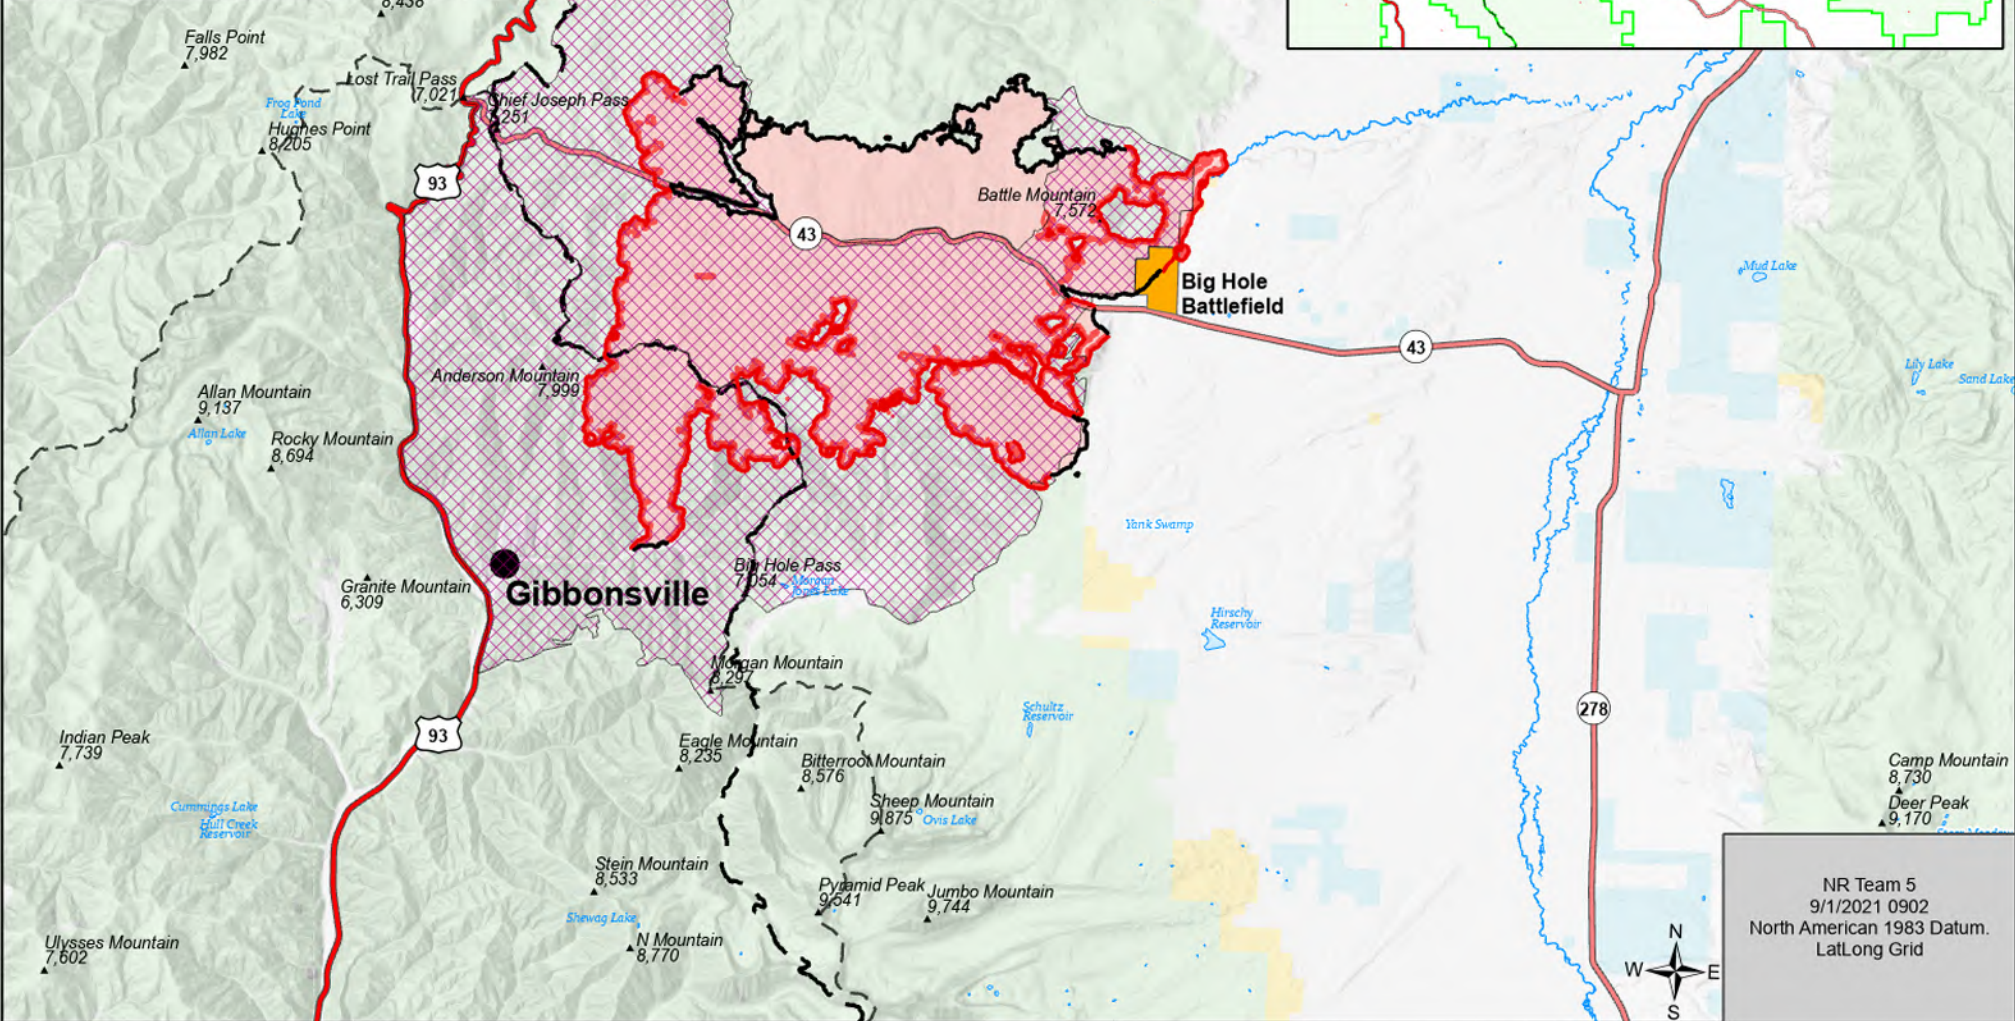 8,438
Falls Point
7,982
Lost Trail Pass
7,021
Chief Joseph Pass
Frog Pond
Lake
Hughes Point
8,205
93
Battle Mountain
7,572
43
Big Hole
Battlefield
Mud Lake
43
Lily Lake
Sand Lake
Anderson Mountain
7,999
Allan Mountain
9,137
Allan Lake
Rocky Mountain
8,694
Yank Swamp
Big Hole Pass
7,054
Morgan
Jones Lake
Granite Mountain
6,309
Gibbonsville
Hirschy
Reservoir
Morgan Mountain
8,297
Schultz
Reservoir
278
93
Indian Peak
7,739
Eagle Mountain
8,235
Bitterroot Mountain
8,576
Camp Mountain
8,730
Sheep Mountain
9,875
Ovis Lake
Deer Peak
9,170
Cummings Lake
Hull Creek
Reservoir
Stein Mountain
8,533
Pyramid Peak
9,541
Jumbo Mountain
9,744
Shewag Lake
N Mountain
8,770
Ulysses Mountain
7,602
NR Team 5
9/1/2021 0902
North American 1983 Datum.
LatLong Grid
N
W E
S